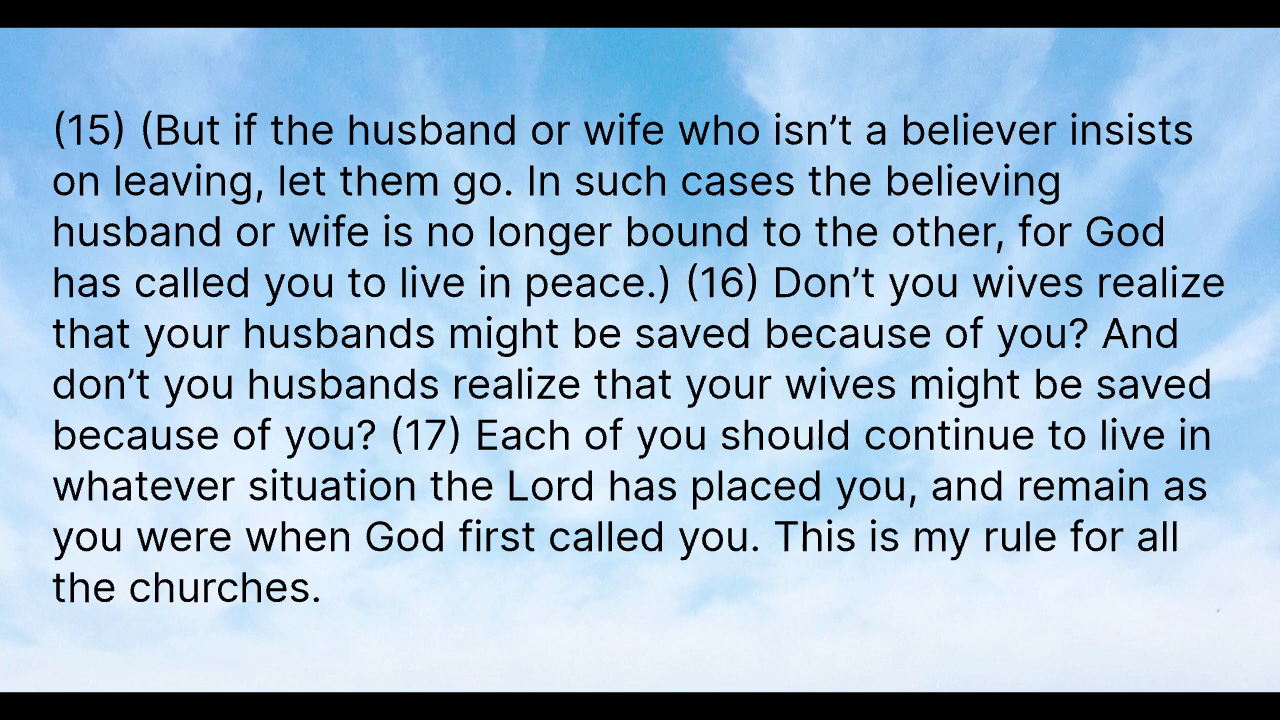 (15) (But if the husband or wife who isn’t a believer insists
on leaving, let them go. In such cases the believing
husband or wife is no longer bound to the other, for God
has called you to live in peace.) (16) Don’t you wives realize
that your husbands might be saved because of you? And
don’t you husbands realize that your wives might be saved
because of you? (17) Each of you should continue to live in
whatever situation the Lord has placed you, and remain as
you were when God first called you. This is my rule for all
the churches.